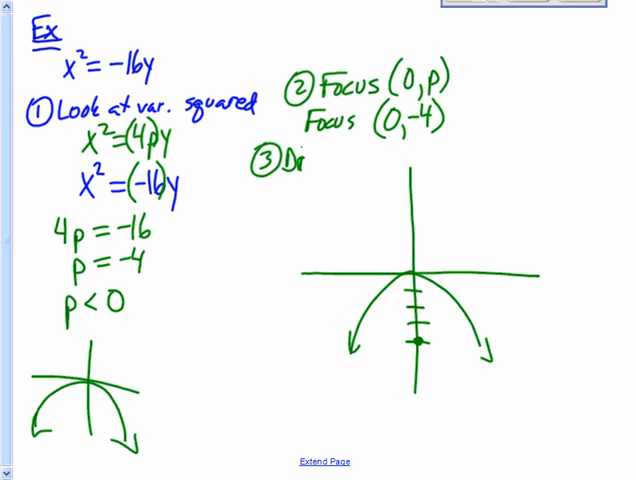 Ex
x² = -16y
① Look at var. squared
x² = (4p)y
x² = (-16)y
4p = -16
p = -4
p < 0
② Focus (0, p)
Focus (0, -4)
③ Di
Extend Page